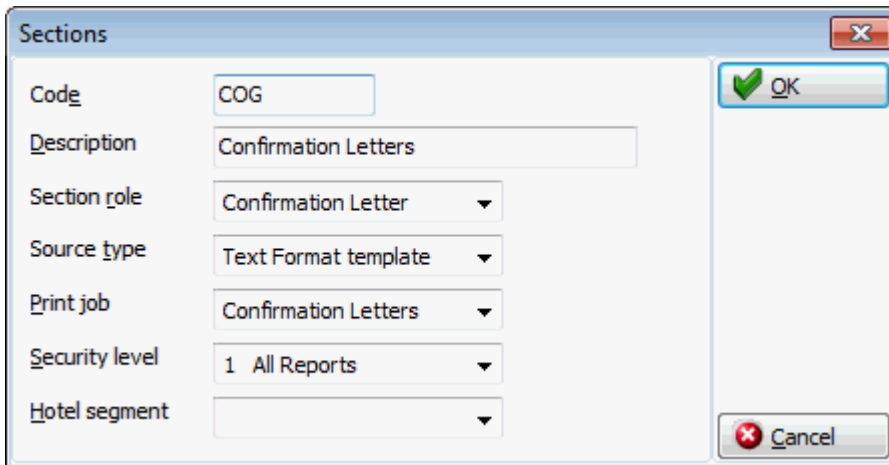 Sections
Code COG
Description Confirmation Letters
Section role Confirmation Letter
Source type Text Format template
Print job Confirmation Letters
Security level 1 All Reports
Hotel segment
OK
Cancel